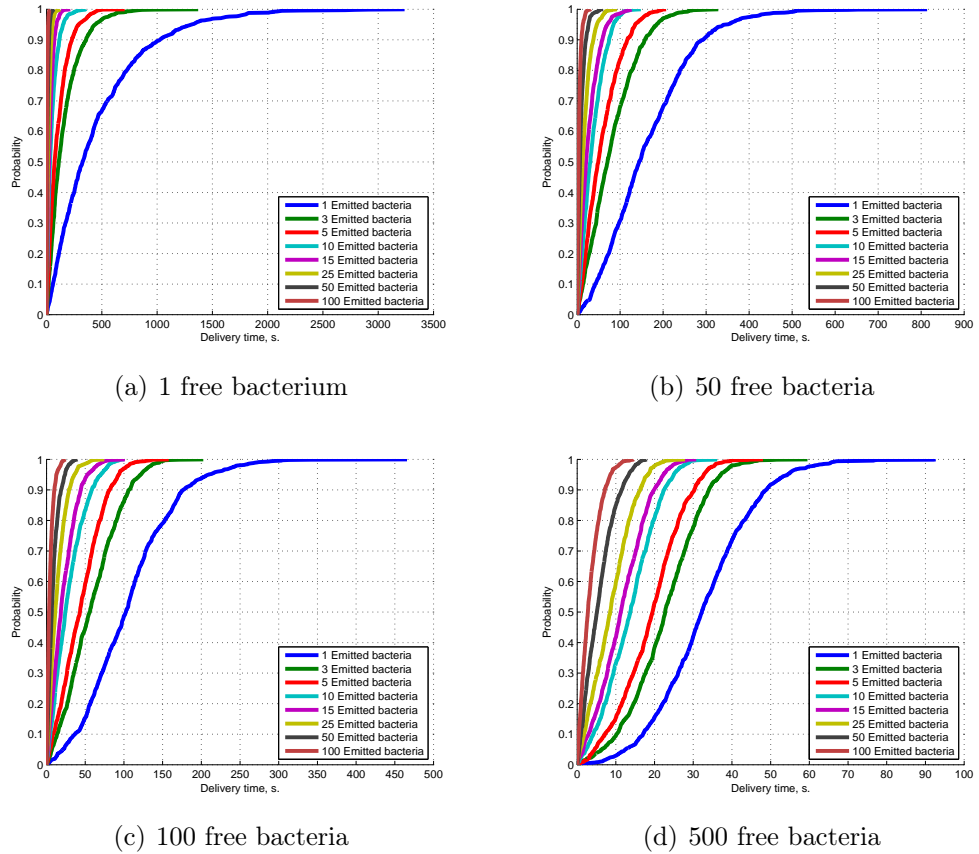 1
0.9
0.8
0.7
0.6
0.5
0.4
0.3
0.2
0.1
0
Probability
0 500 1000 1500 2000 2500 3000 3500
Delivery time, s.
1 Emitted bacteria
3 Emitted bacteria
5 Emitted bacteria
10 Emitted bacteria
15 Emitted bacteria
25 Emitted bacteria
50 Emitted bacteria
100 Emitted bacteria
(a) 1 free bacterium
1
0.9
0.8
0.7
0.6
0.5
0.4
0.3
0.2
0.1
0
Probability
0 100 200 300 400 500 600 700 800 900
Delivery time, s.
1 Emitted bacteria
3 Emitted bacteria
5 Emitted bacteria
10 Emitted bacteria
15 Emitted bacteria
25 Emitted bacteria
50 Emitted bacteria
100 Emitted bacteria
(b) 50 free bacteria
1
0.9
0.8
0.7
0.6
0.5
0.4
0.3
0.2
0.1
0
Probability
0 50 100 150 200 250 300 350 400 450 500
Delivery time, s.
1 Emitted bacteria
3 Emitted bacteria
5 Emitted bacteria
10 Emitted bacteria
15 Emitted bacteria
25 Emitted bacteria
50 Emitted bacteria
100 Emitted bacteria
(c) 100 free bacteria
1
0.9
0.8
0.7
0.6
0.5
0.4
0.3
0.2
0.1
0
Probability
0 10 20 30 40 50 60 70 80 90 100
Delivery time, s.
1 Emitted bacteria
3 Emitted bacteria
5 Emitted bacteria
10 Emitted bacteria
15 Emitted bacteria
25 Emitted bacteria
50 Emitted bacteria
100 Emitted bacteria
(d) 500 free bacteria